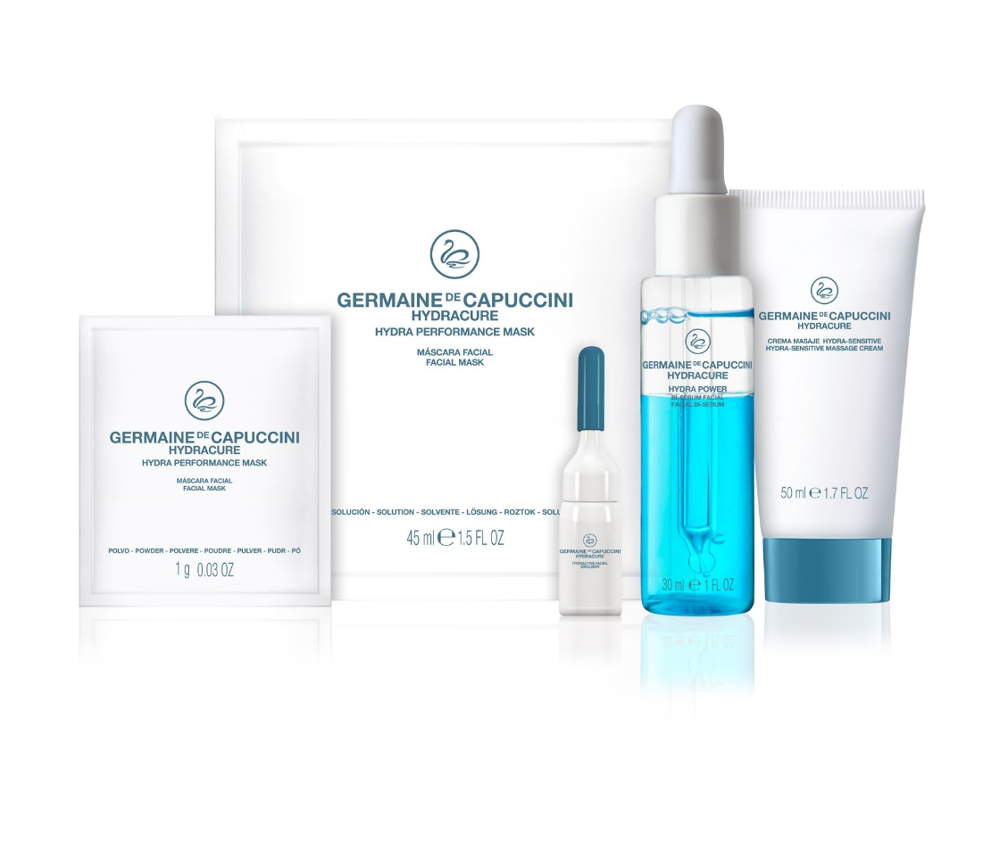 GERMAINE DE CAPUCCINI
HYDRACURE
HYDRA PERFORMANCE MASK
MÁSCARA FACIAL
FACIAL MASK
POLVO - POWDER - POLVERE - POUDRE - PULVER - PUDR - PÓ
1 g 0.03 OZ
GERMAINE DE CAPUCCINI
HYDRACURE
HYDRA PERFORMANCE MASK
MÁSCARA FACIAL
FACIAL MASK
SOLUCIÓN - SOLUTION - SOLVENTE - LÖSUNG - ROZTOK - SOLU
45 ml e 1.5 FL OZ
GERMAINE DE CAPUCCINI
HYDRACURE
HYDRACTIVE FACIAL
EMULSION
GERMAINE DE CAPUCCINI
HYDRACURE
HYDRA POWER
BI-SERUM FACIAL
FACIAL BI-SERUM
30 ml e 1 FL OZ
GERMAINE DE CAPUCCINI
HYDRACURE
CREMA MASAJE HYDRA-SENSITIVE
HYDRA-SENSITIVE MASSAGE CREAM
50 ml e 1.7 FL OZ